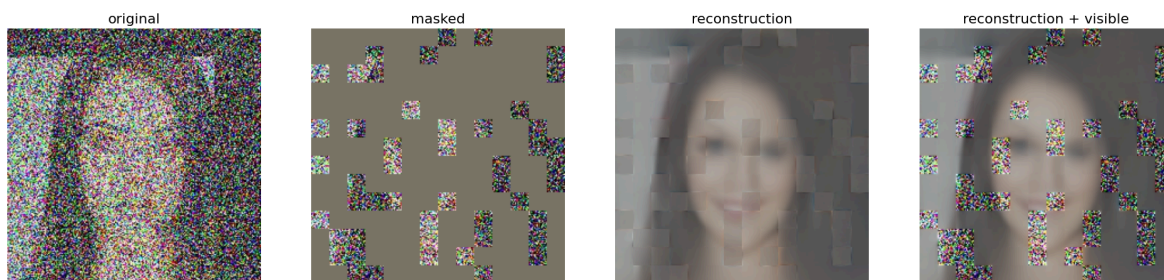 original
masked
reconstruction
reconstruction + visible